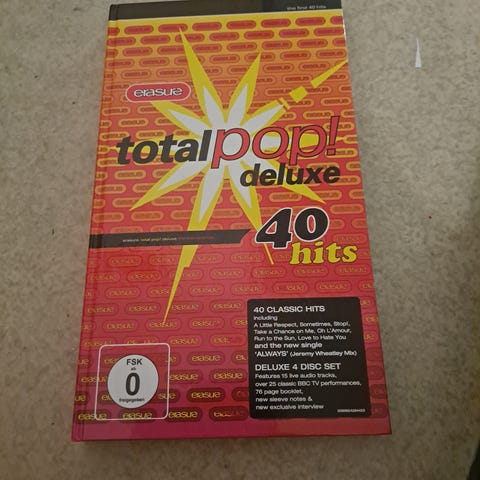 the first 40 hits
erasure
totalpop!
deluxe
erasure. total pop! deluxe
40
hits
40 CLASSIC HITS
including
A Little Respect, Sometimes, Stop!,
Take a Chance on Me, Oh L'Amour,
Run to the Sun, Love to Hate You
and the new single
'ALWAYS' (Jeremy Wheatley Mix)
DELUXE 4 DISC SET
Features 15 live audio tracks,
over 25 classic BBC TV performances,
76 page booklet,
new sleeve notes &
new exclusive interview
FSK
ab
0
freigegeben